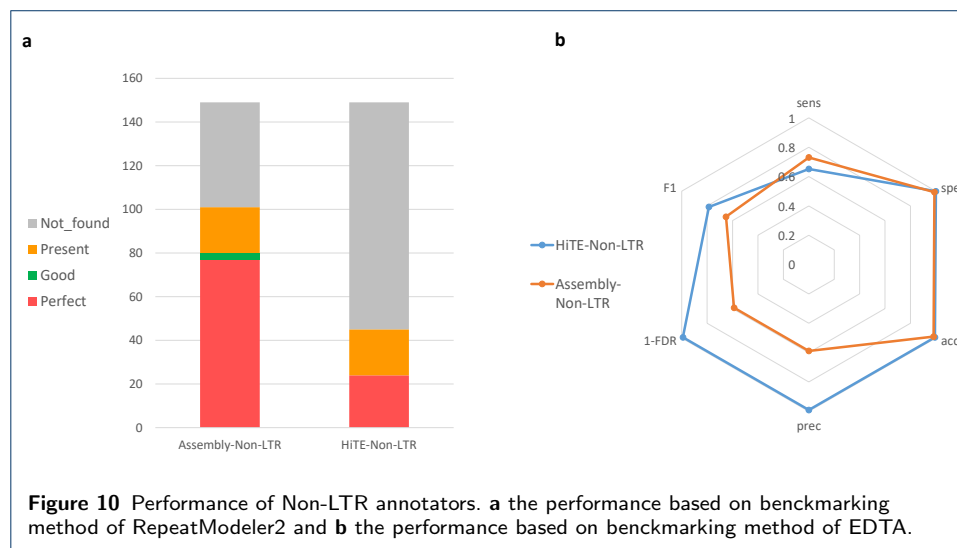 a
160
140
120
100
80
60
40
20
0
Not_found
Present
Good
Perfect
Assembly-Non-LTR
HiTE-Non-LTR
b
sens
1
0.8
0.6
0.4
0.2
0
F1
spe
1-FDR
acc
prec
HiTE-Non-LTR
Assembly-
Non-LTR
Figure 10 Performance of Non-LTR annotators. a the performance based on benckmarking
method of RepeatModeler2 and b the performance based on benckmarking method of EDTA.